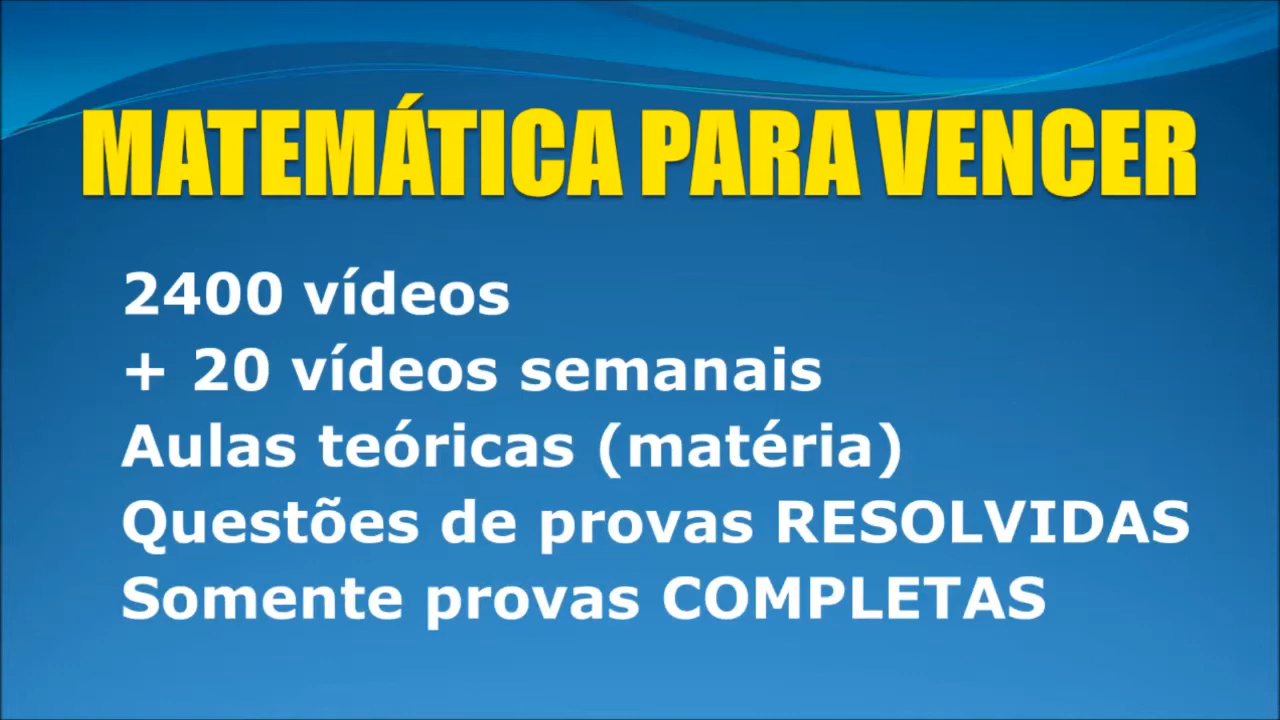 MATEMÁTICA PARA VENCER
2400 vídeos
+ 20 vídeos semanais
Aulas teóricas (matéria)
Questões de provas RESOLVIDAS
Somente provas COMPLETAS